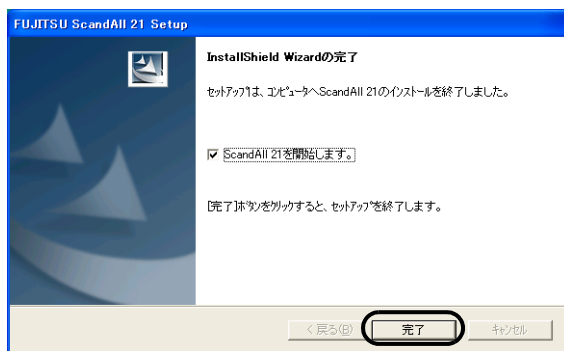 FUJITSU ScandAll 21 Setup
InstallShield Wizardの完了
セットアップは、コンピュータへScandAll 21のインストールを終了しました。
ScandAll 21を開始します。
[完了]ボタンをクリックすると、セットアップを終了します。
< 戻る(B)
完了
キャンセル